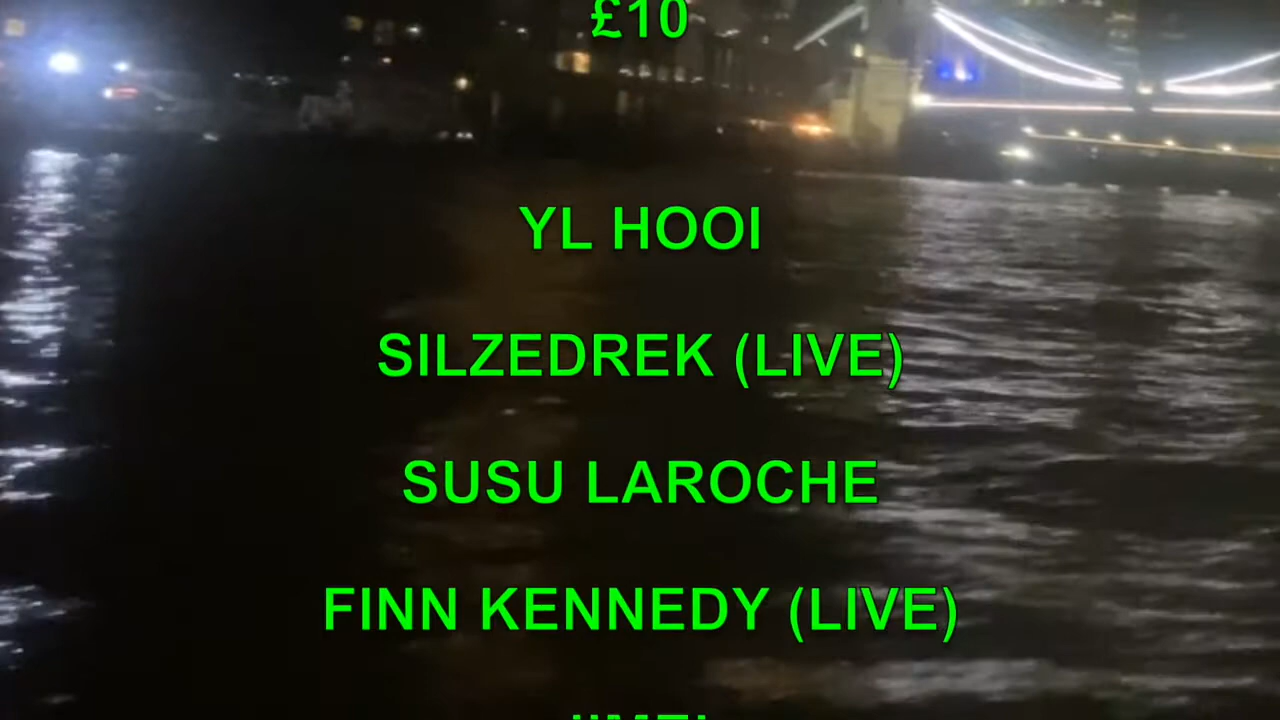 £10
YL HOOI
SILZEDREK (LIVE)
SUSU LAROCHE
FINN KENNEDY (LIVE)